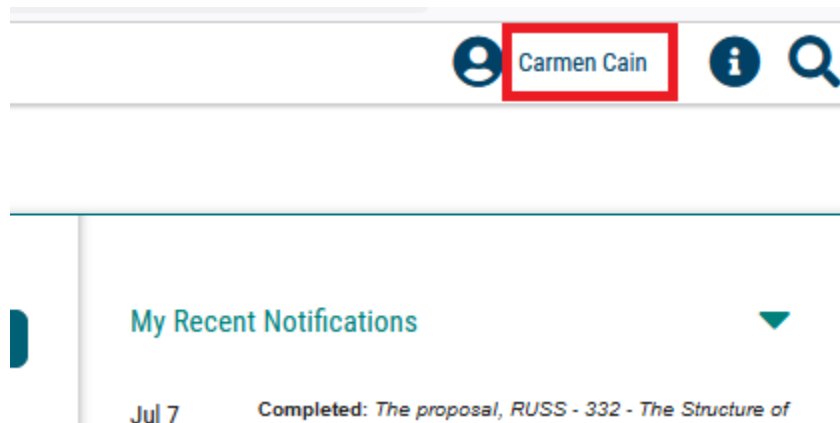 Carmen Cain
My Recent Notifications
Jul 7 Completed: The proposal, RUSS - 332 - The Structure of